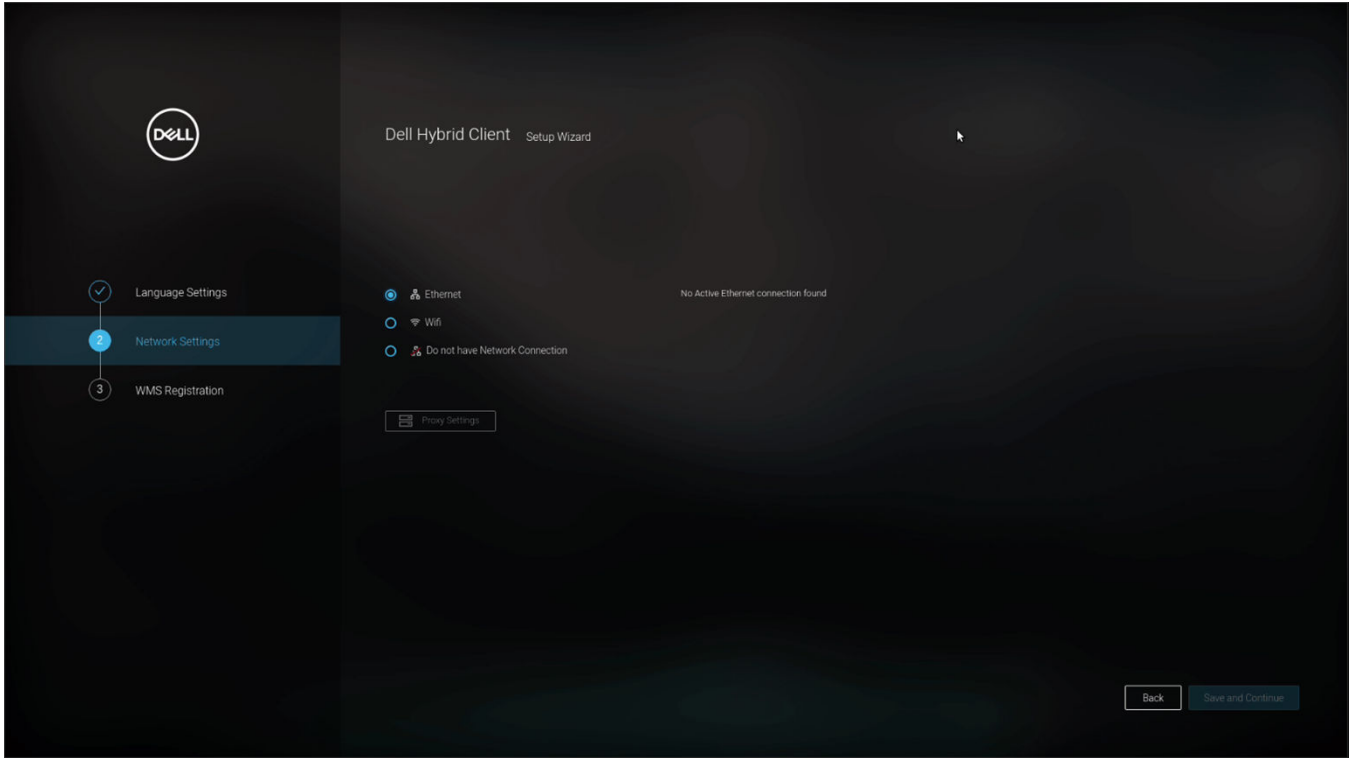 DELL
Dell Hybrid Client Setup Wizard
Language Settings
2 Network Settings
3 WMS Registration
Ethernet
No Active Ethernet connection found
Wifi
Do not have Network Connection
Proxy Settings
Back
Save and Continue